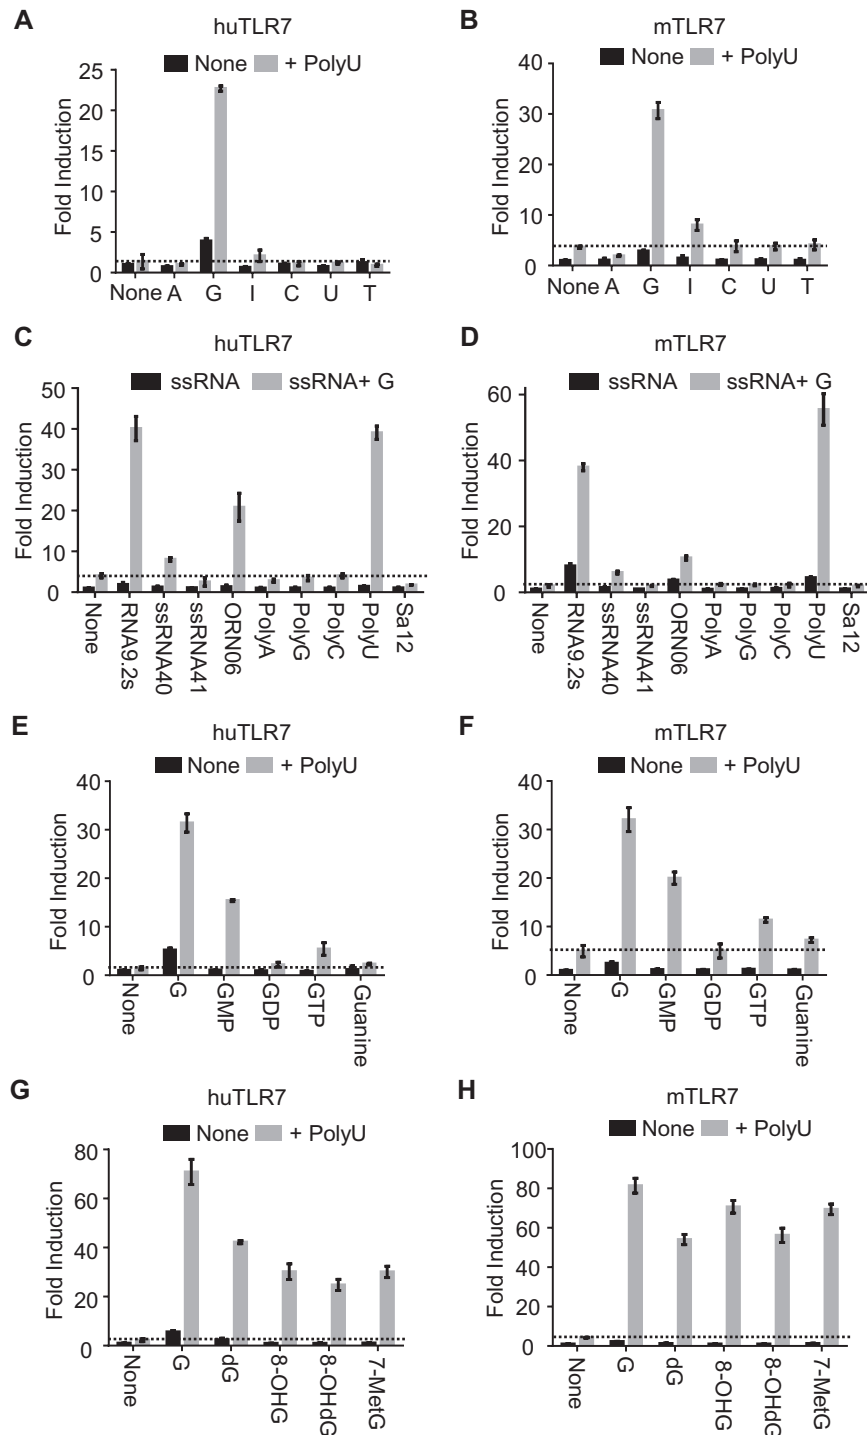 A
huTLR7
None + PolyU
Fold Induction
25
20
15
10
5
0
None A G I C U T
B
mTLR7
None + PolyU
Fold Induction
40
30
20
10
0
None A G I C U T
C
huTLR7
ssRNA ssRNA+ G
Fold Induction
50
40
30
20
10
0
None
RNA9.2s
ssRNA40
ssRNA41
ORN06
PolyA
PolyG
PolyC
PolyU
Sa12
D
mTLR7
ssRNA ssRNA+ G
Fold Induction
60
40
20
0
None
RNA9.2s
ssRNA40
ssRNA41
ORN06
PolyA
PolyG
PolyC
PolyU
Sa12
E
huTLR7
None + PolyU
Fold Induction
40
30
20
10
0
None
G
GMP
GDP
GTP
Guanine
F
mTLR7
None + PolyU
Fold Induction
40
30
20
10
0
None
G
GMP
GDP
GTP
Guanine
G
huTLR7
None + PolyU
Fold Induction
80
60
40
20
0
None
G
dG
8-OHG
8-OHdG
7-MetG
H
mTLR7
None + PolyU
Fold Induction
100
80
60
40
20
0
None
G
dG
8-OHG
8-OHdG
7-MetG